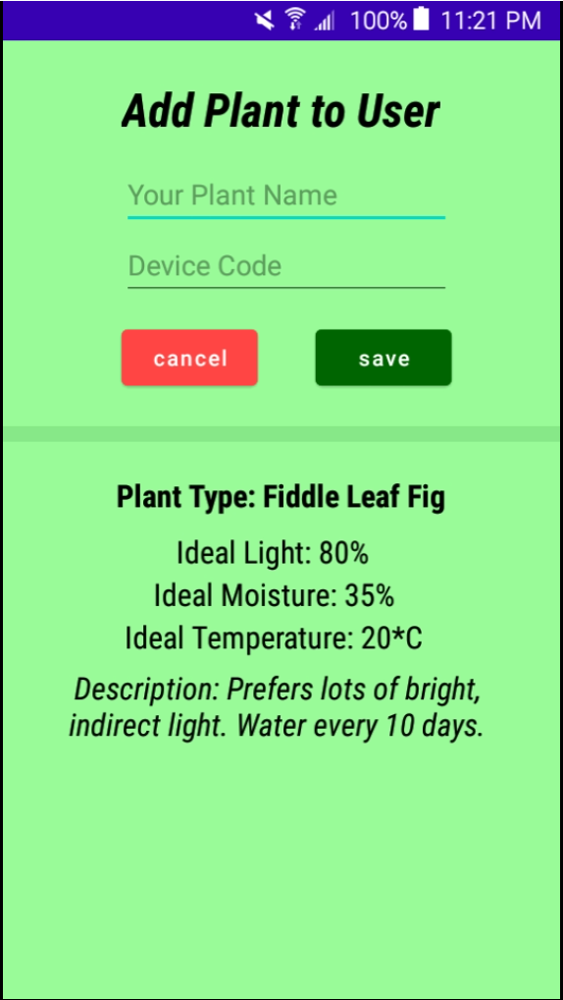 100% 11:21 PM
Add Plant to User
Your Plant Name
Device Code
cancel save
Plant Type: Fiddle Leaf Fig
Ideal Light: 80%
Ideal Moisture: 35%
Ideal Temperature: 20*C
Description: Prefers lots of bright,
indirect light. Water every 10 days.